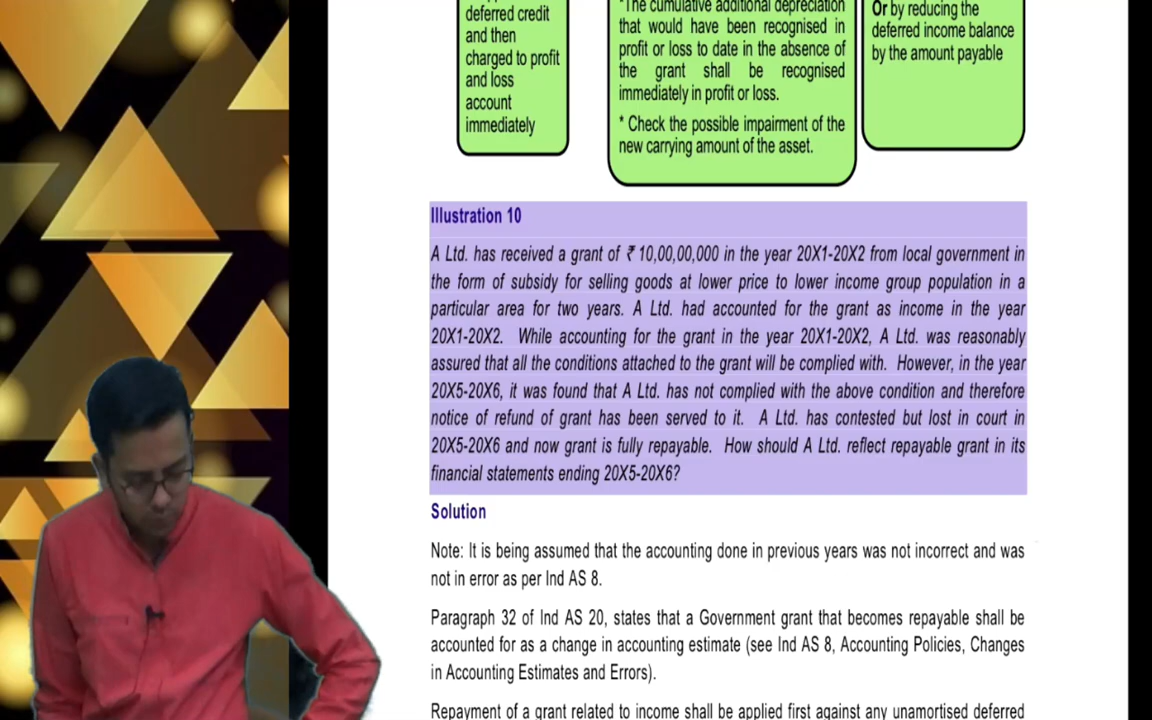 deferred credit
and then
charged to profit
and loss
account
immediately
*The cumulative additional depreciation
that would have been recognised in
profit or loss to date in the absence of
the grant shall be recognised
immediately in profit or loss.
* Check the possible impairment of the
new carrying amount of the asset.
Or by reducing the
deferred income balance
by the amount payable
Illustration 10
A Ltd. has received a grant of ₹ 10,00,00,000 in the year 20X1-20X2 from local government in
the form of subsidy for selling goods at lower price to lower income group population in a
particular area for two years. A Ltd. had accounted for the grant as income in the year
20X1-20X2. While accounting for the grant in the year 20X1-20X2, A Ltd. was reasonably
assured that all the conditions attached to the grant will be complied with. However, in the year
20X5-20X6, it was found that A Ltd. has not complied with the above condition and therefore
notice of refund of grant has been served to it. A Ltd. has contested but lost in court in
20X5-20X6 and now grant is fully repayable. How should A Ltd. reflect repayable grant in its
financial statements ending 20X5-20X6?
Solution
Note: It is being assumed that the accounting done in previous years was not incorrect and was
not in error as per Ind AS 8.
Paragraph 32 of Ind AS 20, states that a Government grant that becomes repayable shall be
accounted for as a change in accounting estimate (see Ind AS 8, Accounting Policies, Changes
in Accounting Estimates and Errors).
Repayment of a grant related to income shall be applied first against any unamortised deferred